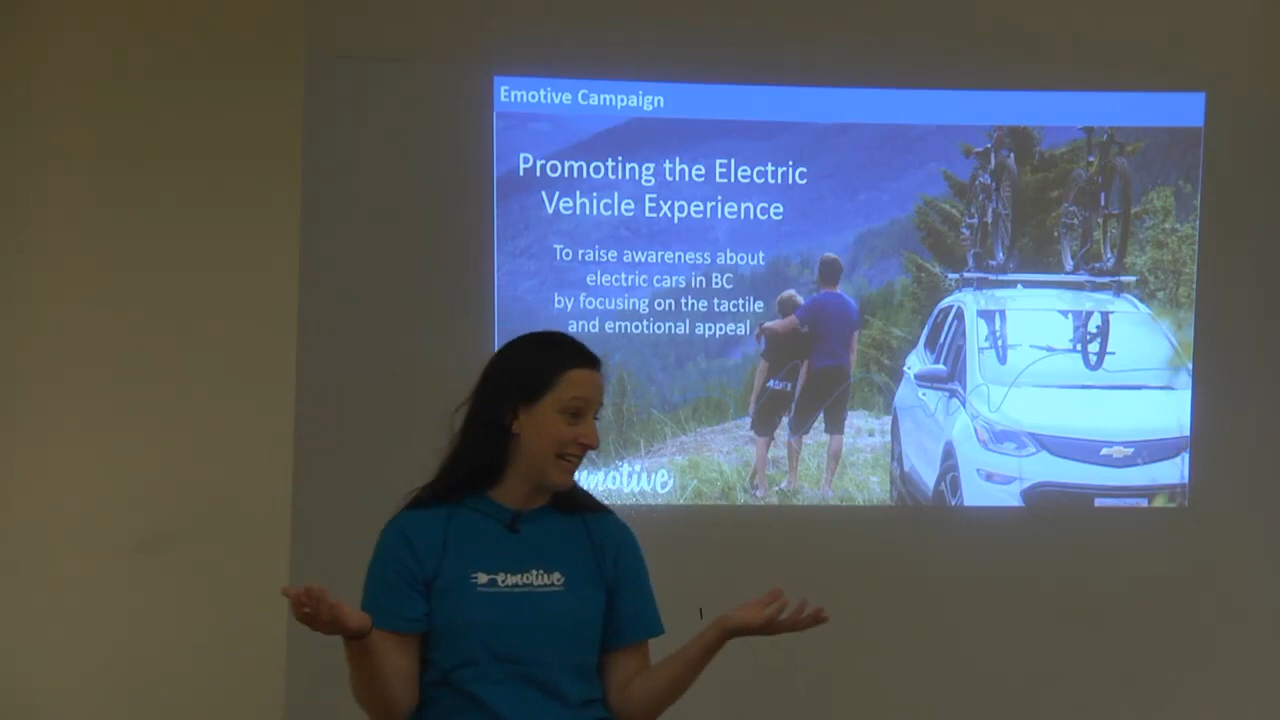 Emotive Campaign
Promoting the Electric
Vehicle Experience
To raise awareness about
electric cars in BC
by focusing on the tactile
and emotional appeal
emotive
emotive